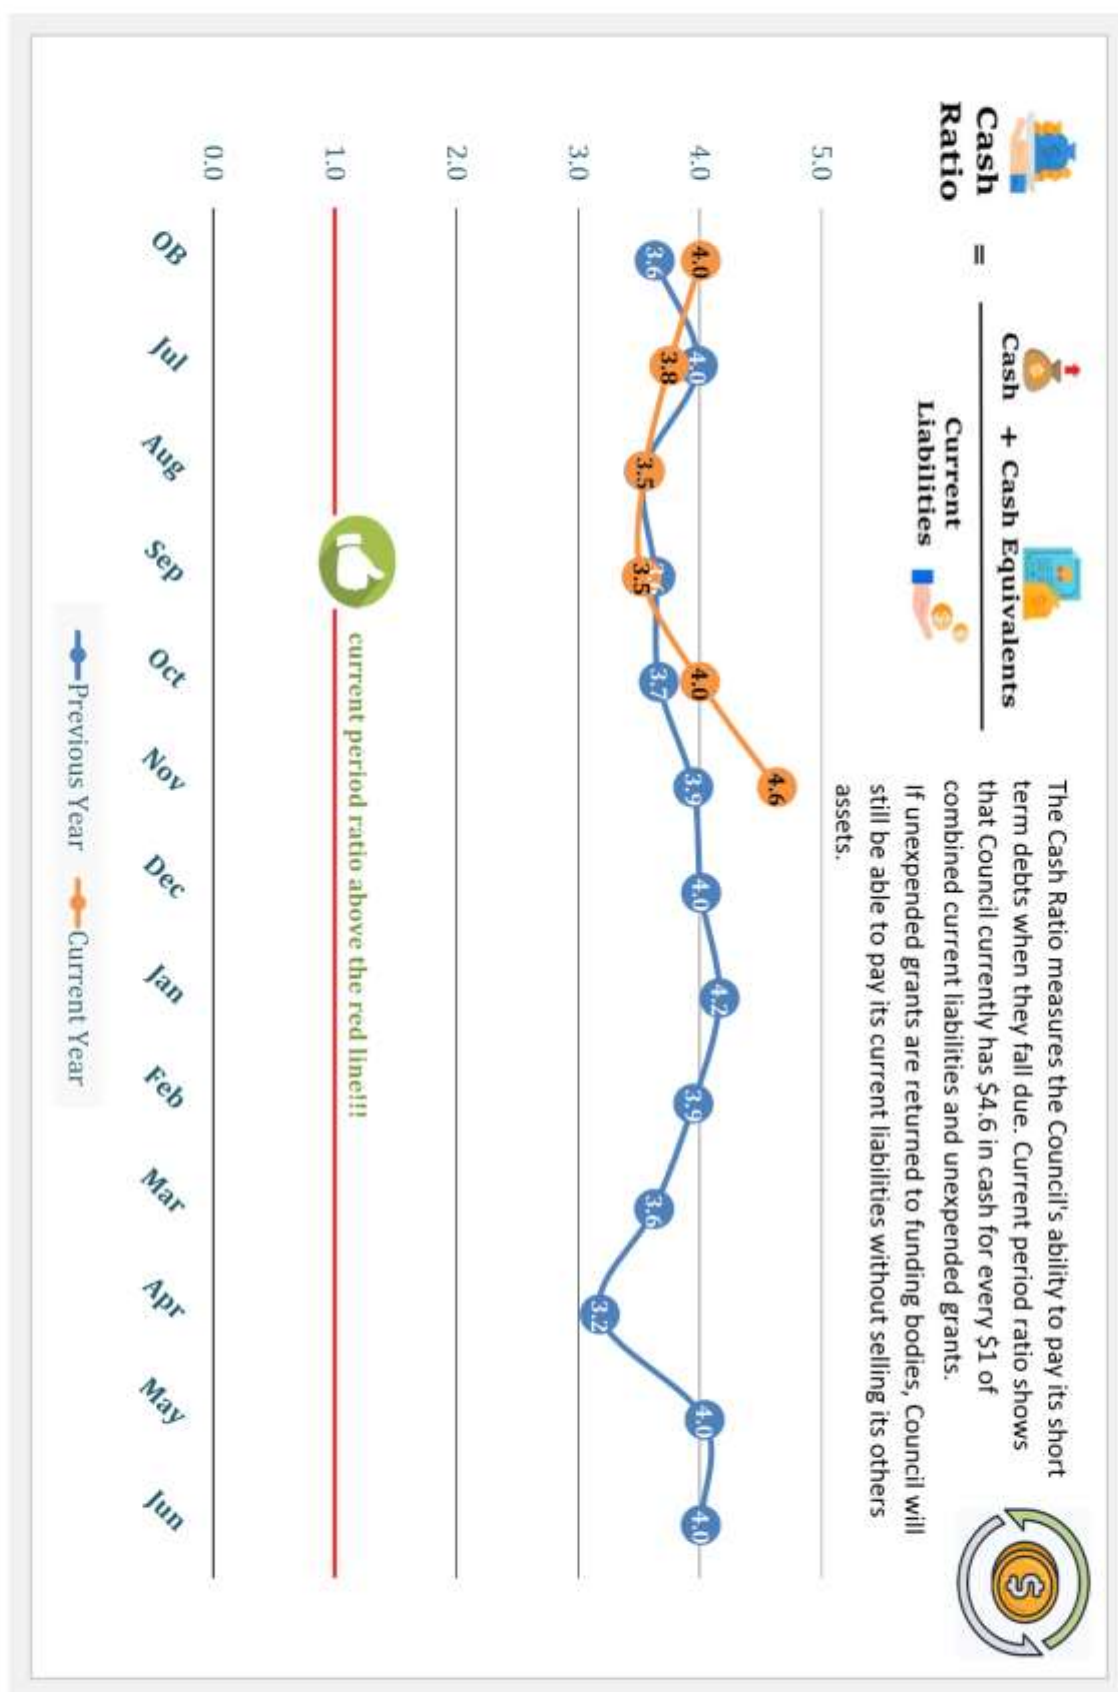 Cash
Ratio
=
Cash + Cash Equivalents
Current
Liabilities
The Cash Ratio measures the Council's ability to pay its short
term debts when they fall due. Current period ratio shows
that Council currently has $4.6 in cash for every $1 of
combined current liabilities and unexpended grants.
If unexpended grants are returned to funding bodies, Council will
still be able to pay its current liabilities without selling its others
assets.
5.0
4.0
3.0
2.0
1.0
0.0
4.0 3.8 3.5 3.5 4.0 4.6
3.6 4.0 3.7 3.9 4.0 4.2 3.9 3.6 3.2 4.0 4.0
current period ratio above the red line!!!
OB Jul Aug Sep Oct Nov Dec Jan Feb Mar Apr May Jun
Previous Year Current Year